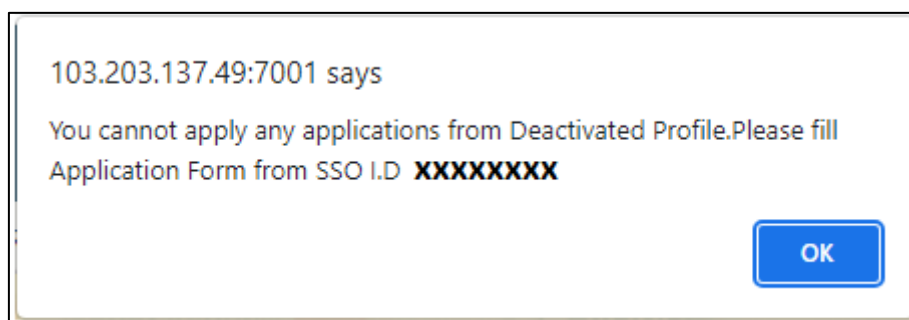 103.203.137.49:7001 says
You cannot apply any applications from Deactivated Profile.Please fill
Application Form from SSO I.D XXXXXXXX
OK